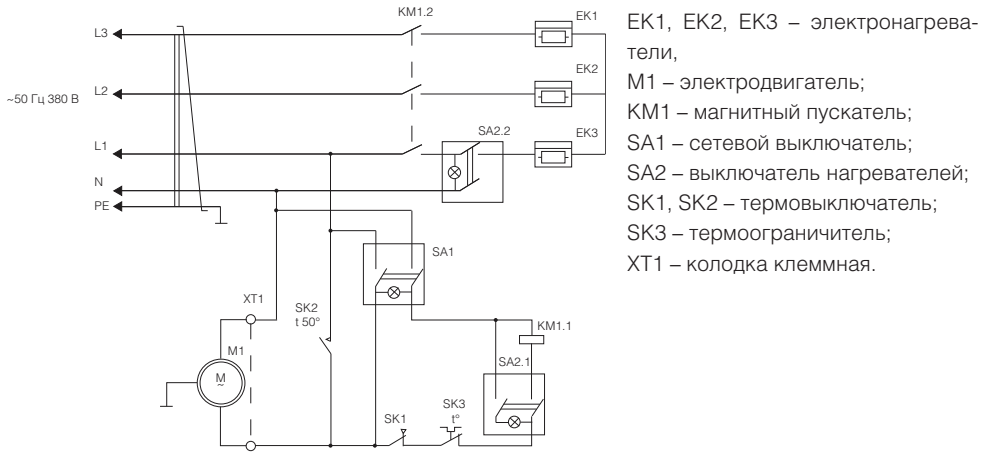 KM1.2
EK1
L3
EK2
~50 Гц 380 В
L2
SA2.2
EK3
L1
N
PE
SA1
XT1
SK2
t 50°
KM1.1
M1
SA2.1
M
~
SK1
SK3
t°
EK1, EK2, EK3 – электронагрева-
тели,
M1 – электродвигатель;
KM1 – магнитный пускатель;
SA1 – сетевой выключатель;
SA2 – выключатель нагревателей;
SK1, SK2 – термовыключатель;
SK3 – термоограничитель;
XT1 – колодка клеммная.